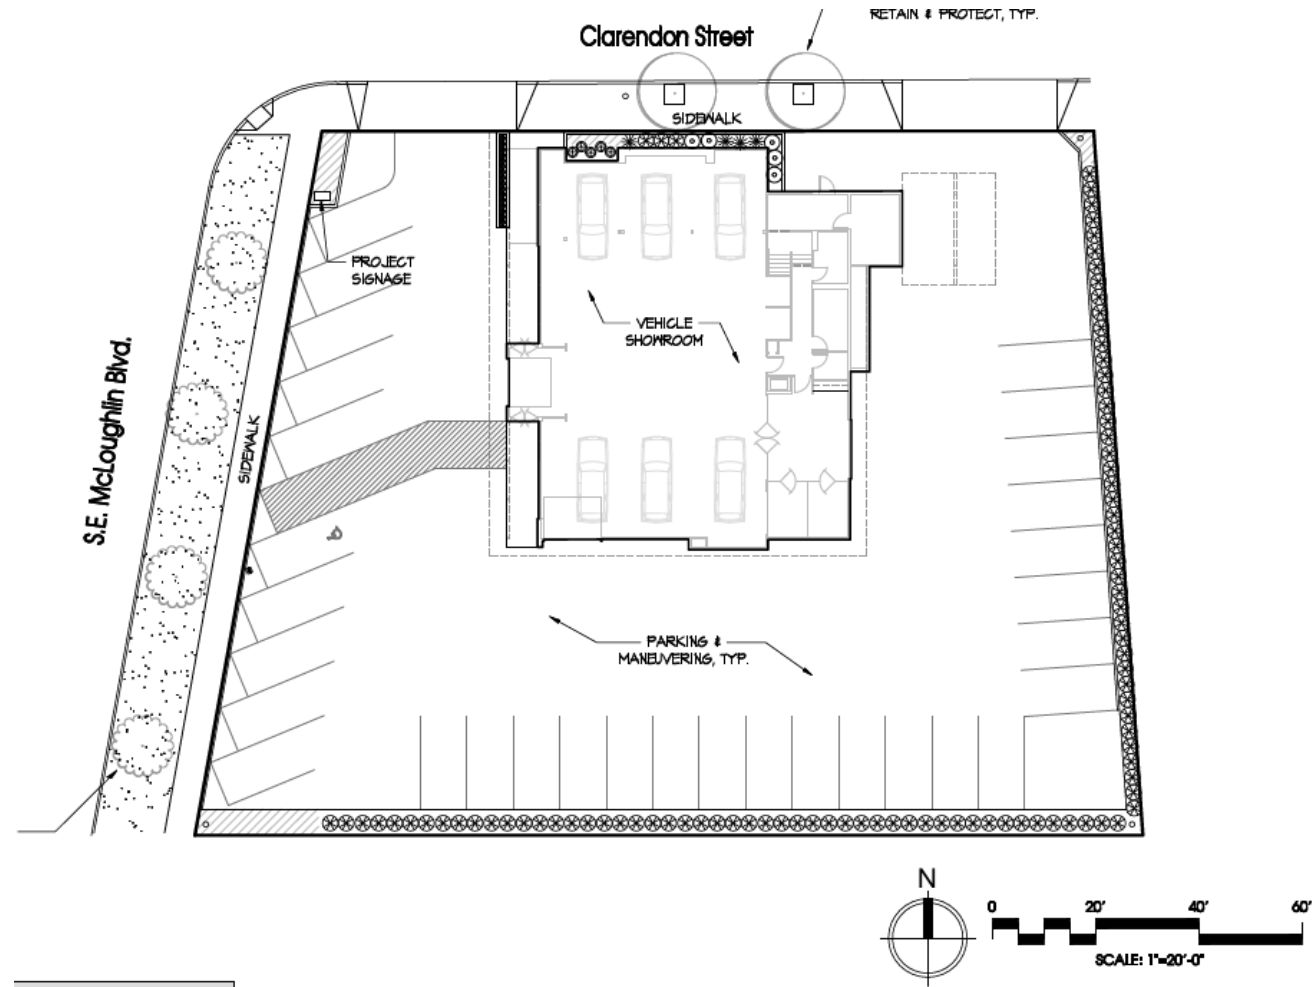 RETAIN & PROTECT, TYP.
Clarendon Street
SIDEWALK
PROJECT
SIGNAGE
VEHICLE
SHOWROOM
S.E. McLoughlin Blvd.
SIDEWALK
PARKING &
MANEUVERING, TYP.
N
0 20' 40' 60'
SCALE: 1"=20'-0"